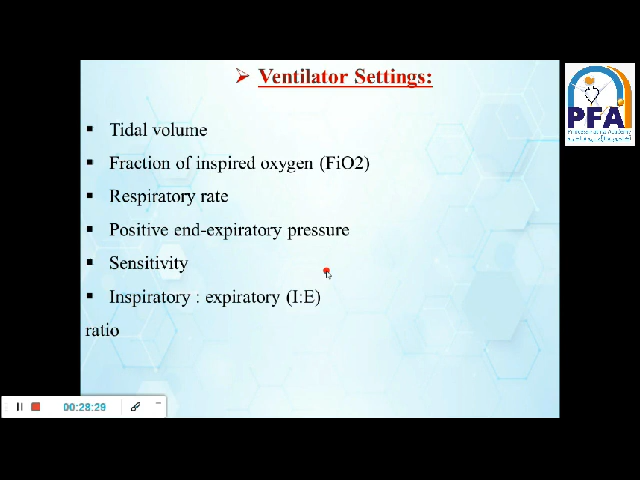 Ventilator Settings:
Tidal volume
Fraction of inspired oxygen (FiO2)
Respiratory rate
Positive end-expiratory pressure
Sensitivity
Inspiratory : expiratory (I:E)
ratio
PFA
00:28:29